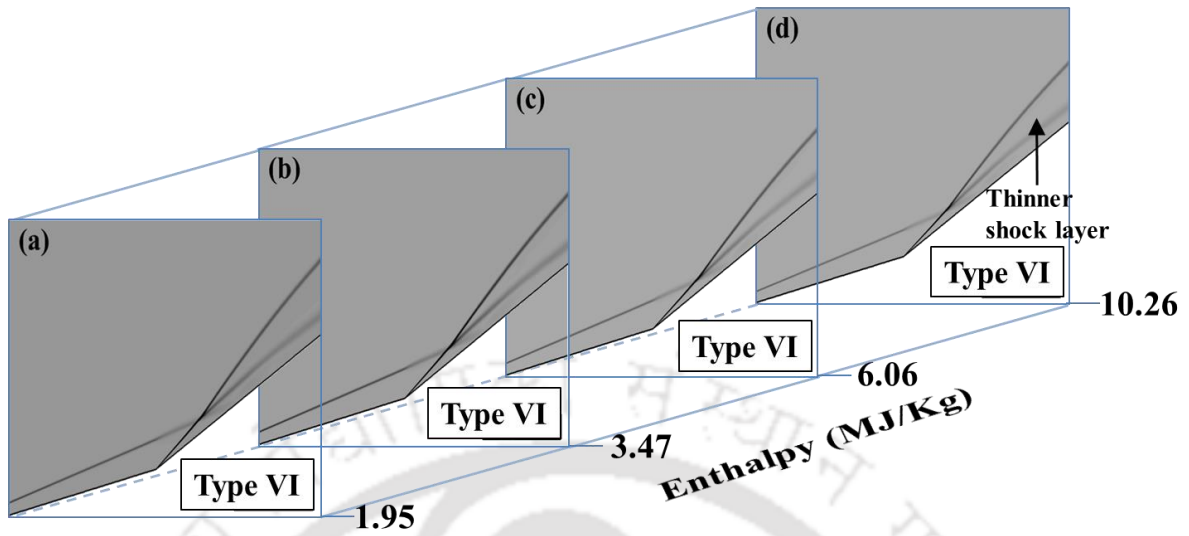 (d)
(c)
(b)
(a)
Thinner
shock layer
Type VI
10.26
Type VI
6.06
Type VI
3.47
Type VI
1.95
Enthalpy (MJ/Kg)